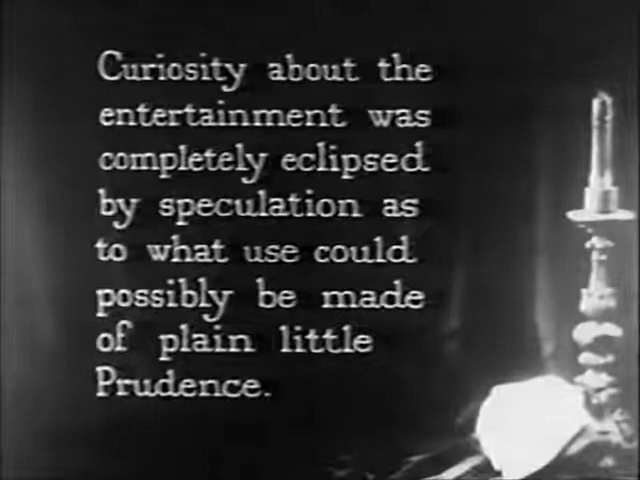 Curiosity about the
entertainment was
completely eclipsed
by speculation as
to what use could
possibly be made
of plain little
Prudence.